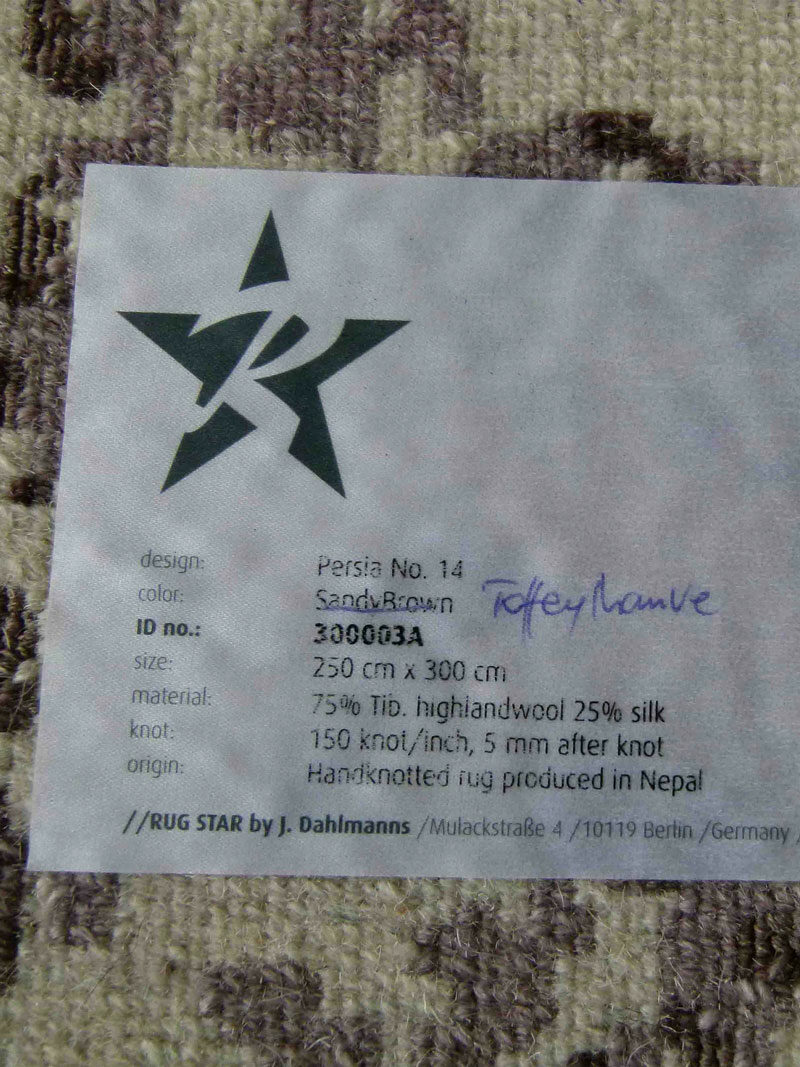 design: Persia No. 14
color: SandyBrown Toffey Mauve
ID no.: 300003A
size: 250 cm x 300 cm
material: 75% Tib. highlandwool 25% silk
knot: 150 knot/inch, 5 mm after knot
origin: Handknotted rug produced in Nepal
//RUG STAR by J. Dahlmanns /Mulackstraße 4 /10119 Berlin /Germany /